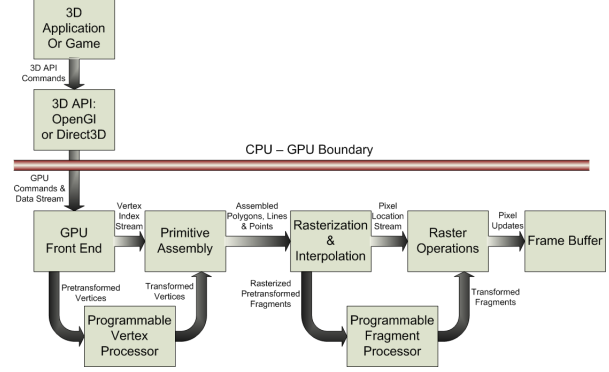 3D
Application
Or Game
3D API
Commands
3D API:
OpenGl
or Direct3D
CPU – GPU Boundary
GPU
Commands &
Data Stream
Vertex
Index
Stream
Assembled
Polygons, Lines
& Points
Pixel
Location
Stream
Pixel
Updates
GPU
Front End
Primitive
Assembly
Rasterization
&
Interpolation
Raster
Operations
Frame Buffer
Pretransformed
Vertices
Transformed
Vertices
Rasterized
Pretransformed
Fragments
Transformed
Fragments
Programmable
Vertex
Processor
Programmable
Fragment
Processor